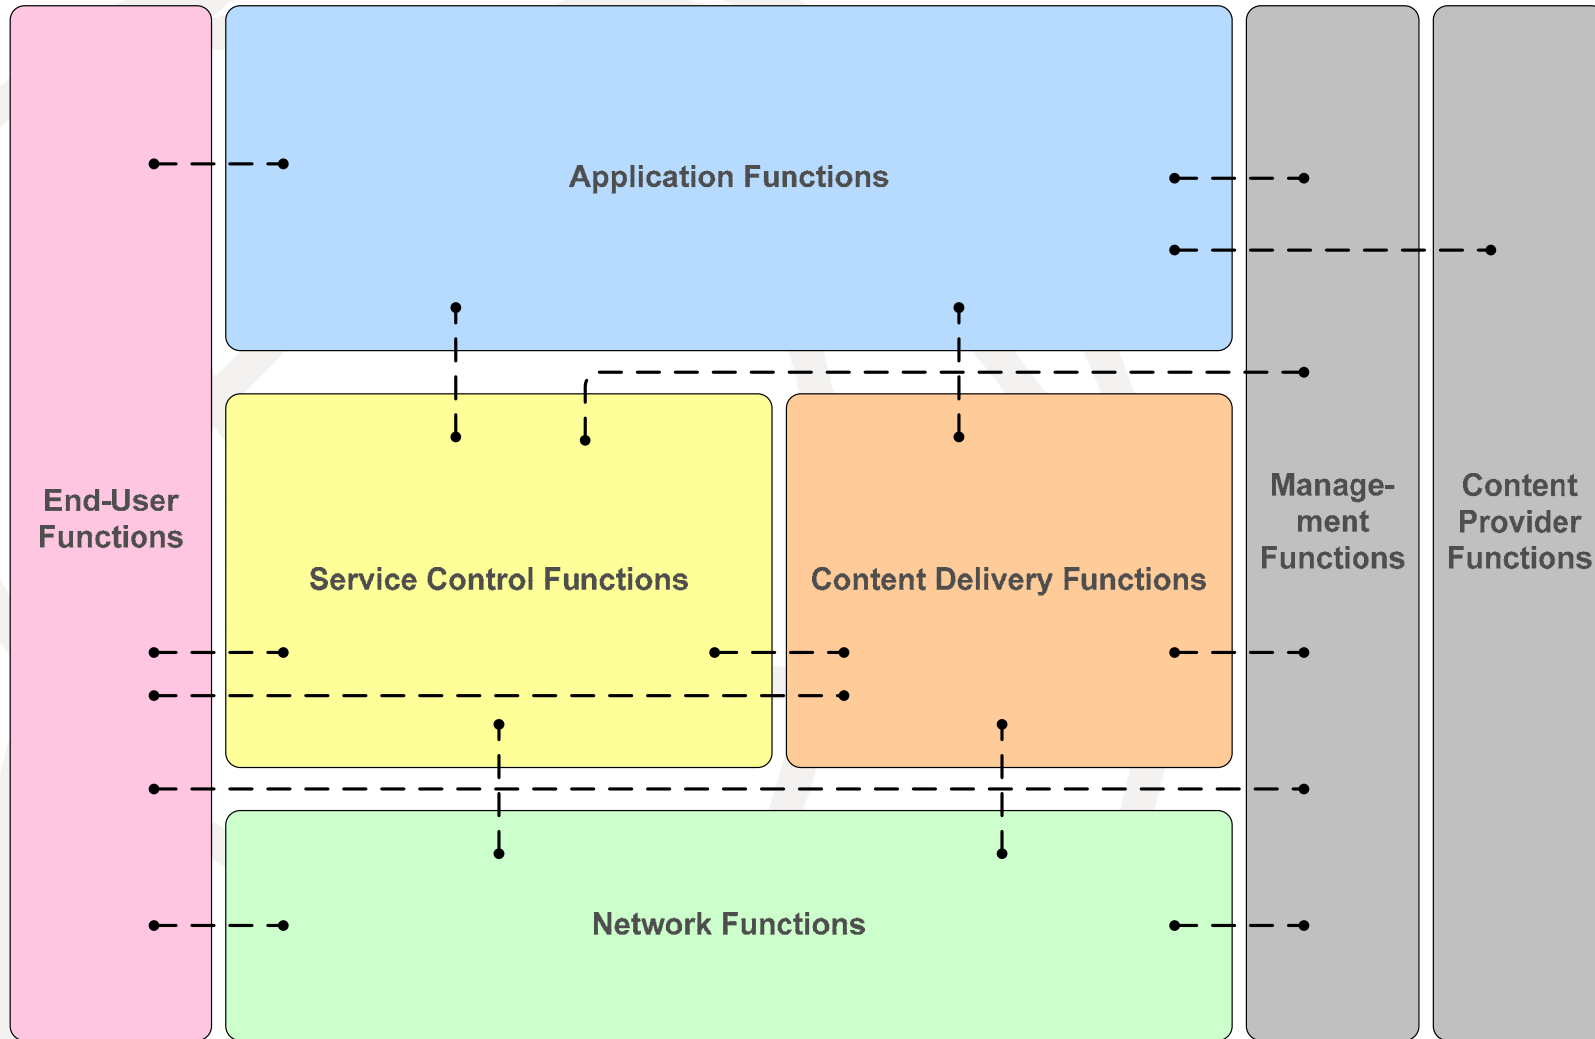 Application Functions
End-User
Functions
Service Control Functions
Content Delivery Functions
Manage-
ment
Functions
Content
Provider
Functions
Network Functions